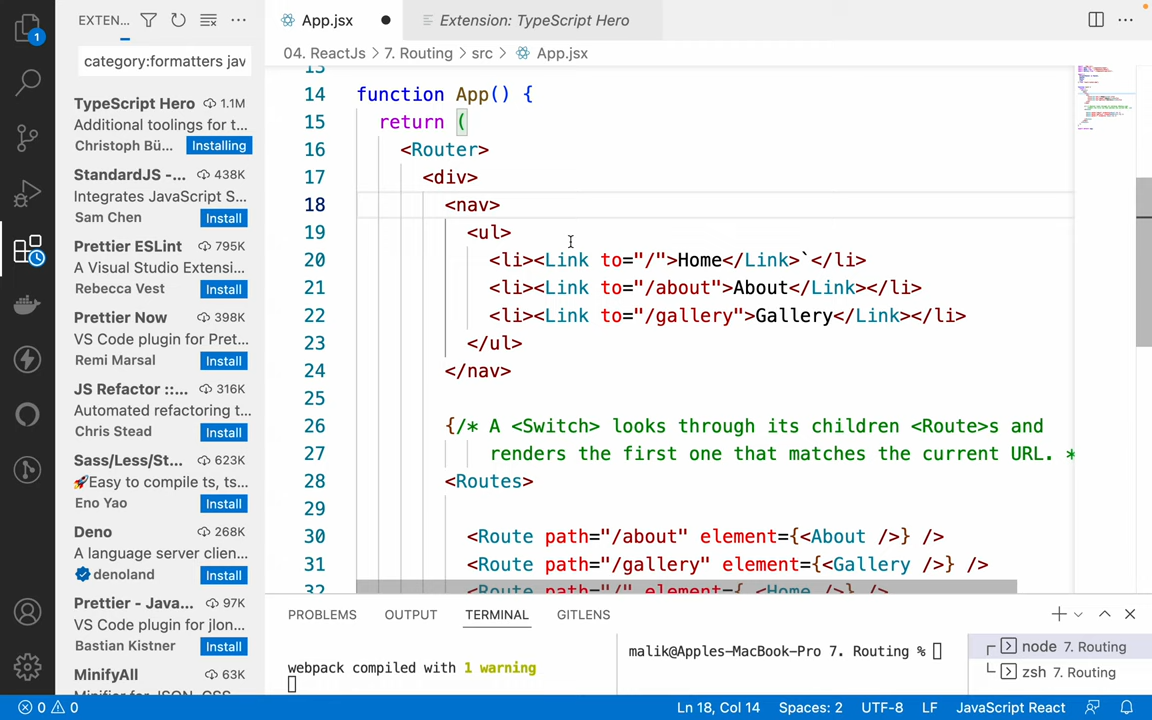 EXTEN...
App.jsx
Extension: TypeScript Hero
1
category:formatters jav
04. ReactJs > 7. Routing > src > App.jsx
TypeScript Hero 1.1M
Additional toolings for t...
Christoph Bü... Installing
StandardJS -... 438K
Integrates JavaScript S...
Sam Chen Install
Prettier ESLint 795K
A Visual Studio Extensi...
Rebecca Vest Install
Prettier Now 398K
VS Code plugin for Pret...
Remi Marsal Install
JS Refactor ::... 316K
Automated refactoring t...
Chris Stead Install
Sass/Less/St... 623K
🚀Easy to compile ts, ts...
Eno Yao Install
Deno 268K
A language server clien...
denoland Install
Prettier - Java... 97K
VS Code plugin for jlon...
Bastian Kistner Install
MinifyAll 63K
13
14 function App() {
15 return (
16 <Router>
17 <div>
18 <nav>
19 <ul>
20 <li><Link to="/">Home</Link>`</li>
21 <li><Link to="/about">About</Link></li>
22 <li><Link to="/gallery">Gallery</Link></li>
23 </ul>
24 </nav>
25
26 {/* A <Switch> looks through its children <Route>s and
27 renders the first one that matches the current URL. *
28 <Routes>
29
30 <Route path="/about" element={<About />} />
31 <Route path="/gallery" element={<Gallery />} />
32 <Route path="/" element={ <Home />} />
PROBLEMS OUTPUT TERMINAL GITLENS
webpack compiled with 1 warning
malik@Apples-MacBook-Pro 7. Routing %
node 7. Routing
zsh 7. Routing
0 0
Ln 18, Col 14 Spaces: 2 UTF-8 LF JavaScript React